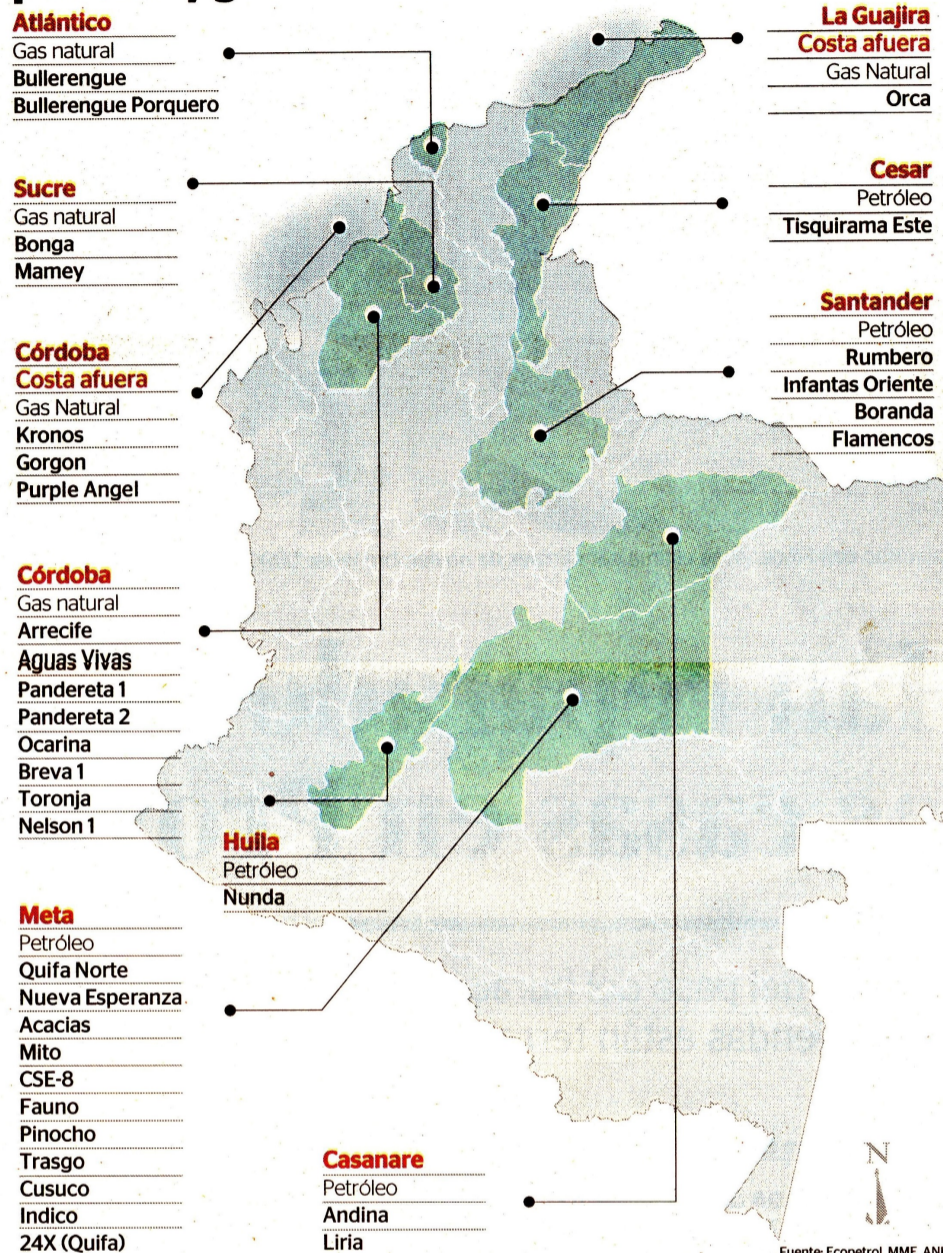 Atlántico
Gas natural
Bullerengue
Bullerengue Porquero
Sucre
Gas natural
Bonga
Mamey
Córdoba
Costa afuera
Gas Natural
Kronos
Gorgon
Purple Angel
Córdoba
Gas natural
Arrecife
Aguas Vivas
Pandereta 1
Pandereta 2
Ocarina
Breva 1
Toronja
Nelson 1
Meta
Petróleo
Quifa Norte
Nueva Esperanza
Acacias
Mito
CSE-8
Fauno
Pinocho
Trasgo
Cusuco
Indico
24X (Quifa)
Huila
Petróleo
Nunda
Casanare
Petróleo
Andina
Liria
La Guajira
Costa afuera
Gas Natural
Orca
Cesar
Petróleo
Tisquirama Este
Santander
Petróleo
Rumbero
Infantas Oriente
Boranda
Flamencos
N
Fuente: Ecopetrol, MME, ANH